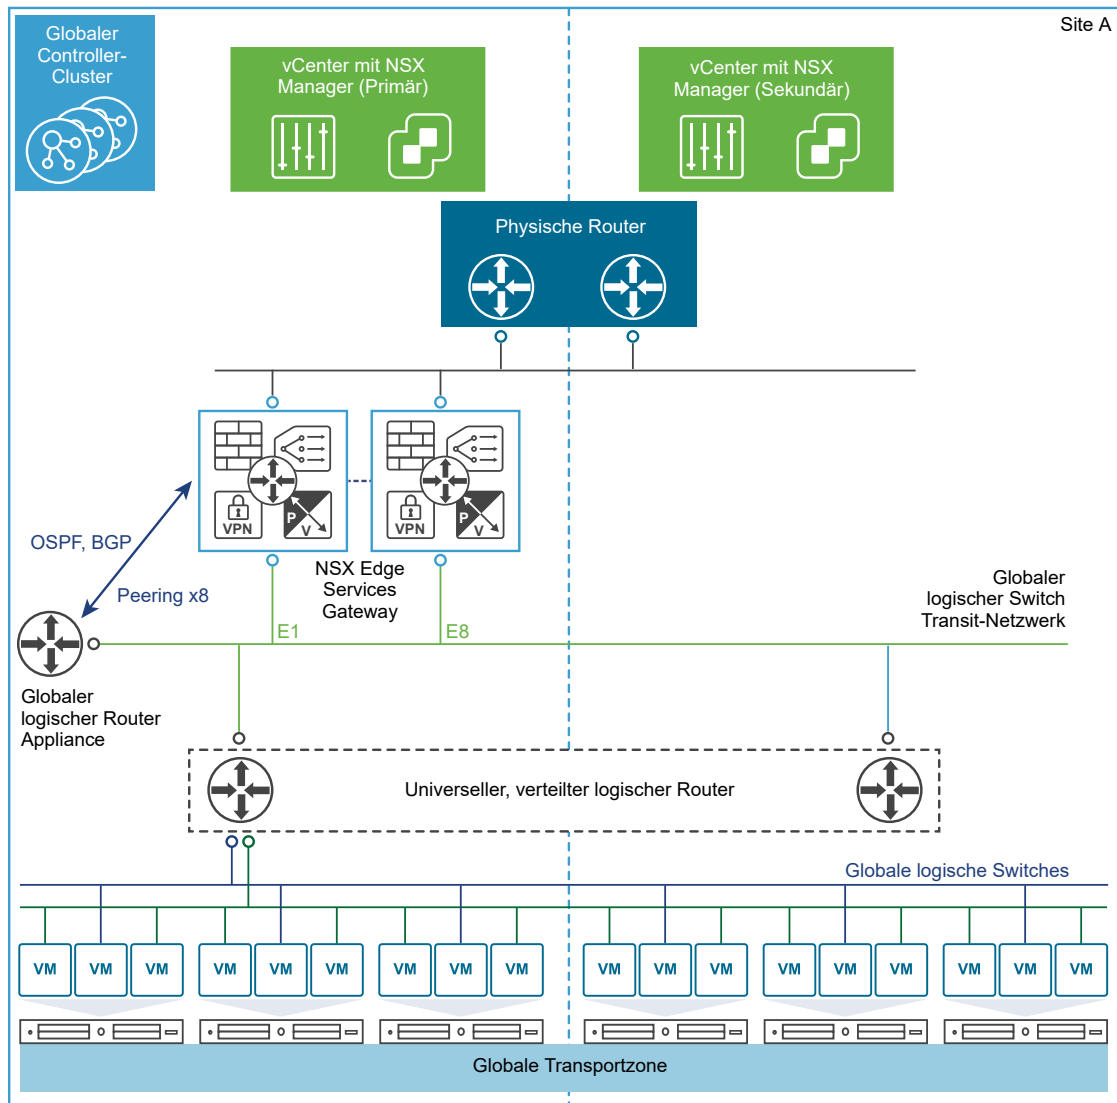 Site A
Globaler
Controller-
Cluster
vCenter mit NSX
Manager (Primär)
vCenter mit NSX
Manager (Sekundär)
Physische Router
VPN
P
V
VPN
P
V
OSPF, BGP
Peering x8
NSX Edge
Services
Gateway
E1
E8
Globaler
logischer Switch
Transit-Netzwerk
Globaler
logischer Router
Appliance
Universeller, verteilter logischer Router
Globale logische Switches
VM VM VM VM VM VM VM VM VM VM VM VM VM VM VM VM VM VM
Globale Transportzone